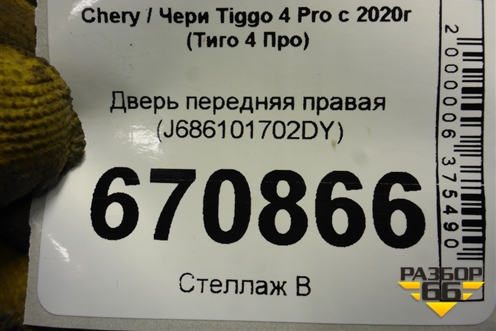 Chery / Чери Tiggo 4 Pro с 2020г
(Тиго 4 Про)
Дверь передняя правая
(J686101702DY)
670866
Стеллаж В
2000006375490
РАЗБОР
66